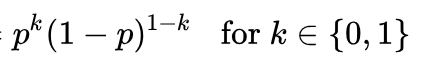 = p^k(1 − p)^{1−k} for k ∈ {0, 1}